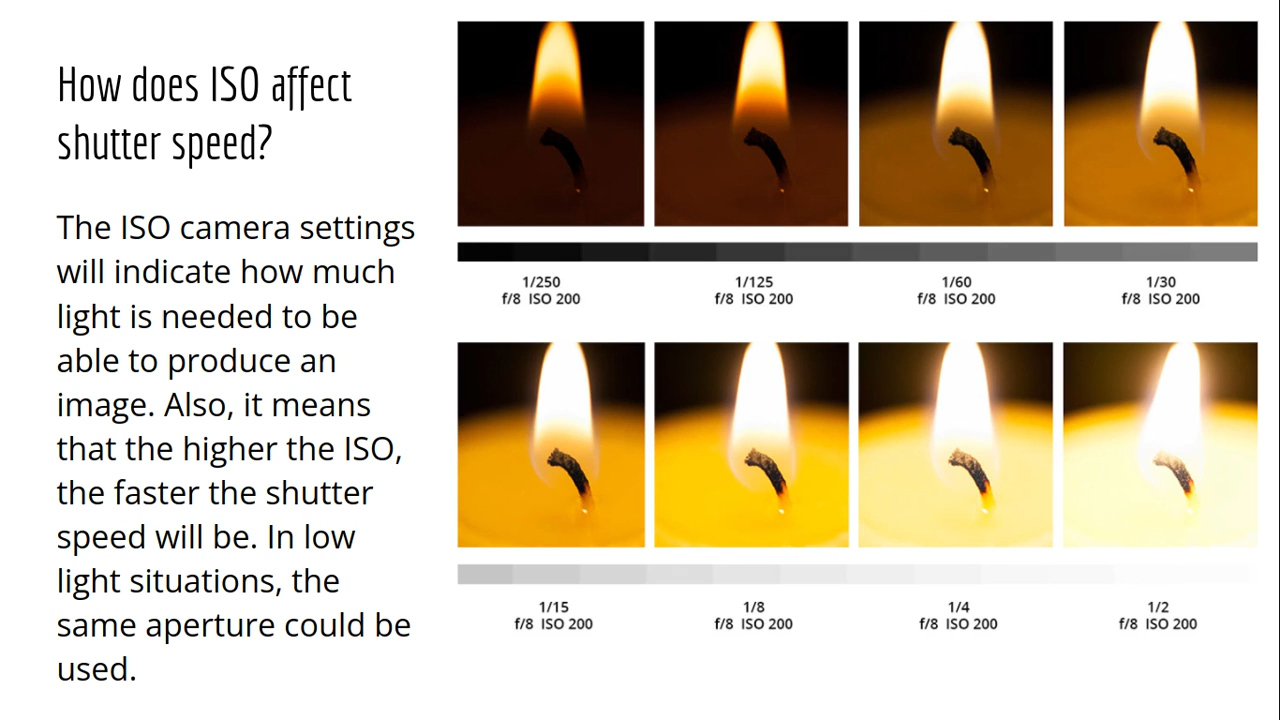 How does ISO affect
shutter speed?
The ISO camera settings
will indicate how much
light is needed to be
able to produce an
image. Also, it means
that the higher the ISO,
the faster the shutter
speed will be. In low
light situations, the
same aperture could be
used.
1/250 1/125 1/60 1/30
f/8 ISO 200 f/8 ISO 200 f/8 ISO 200 f/8 ISO 200
1/15 1/8 1/4 1/2
f/8 ISO 200 f/8 ISO 200 f/8 ISO 200 f/8 ISO 200